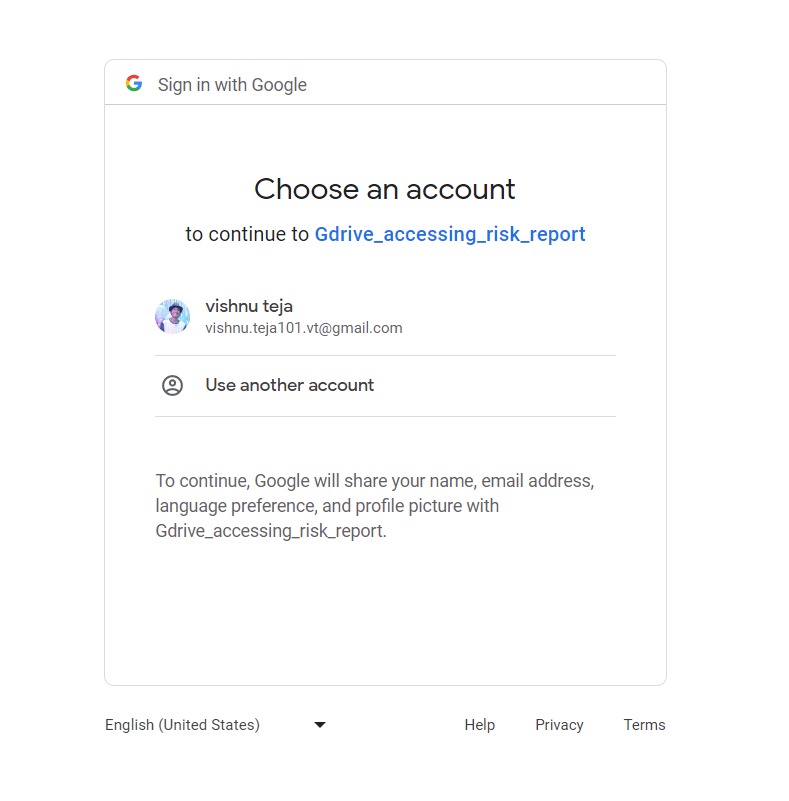 Sign in with Google
Choose an account
to continue to Gdrive_accessing_risk_report
vishnu teja
vishnu.teja101.vt@gmail.com
Use another account
To continue, Google will share your name, email address,
language preference, and profile picture with
Gdrive_accessing_risk_report.
English (United States) Help Privacy Terms